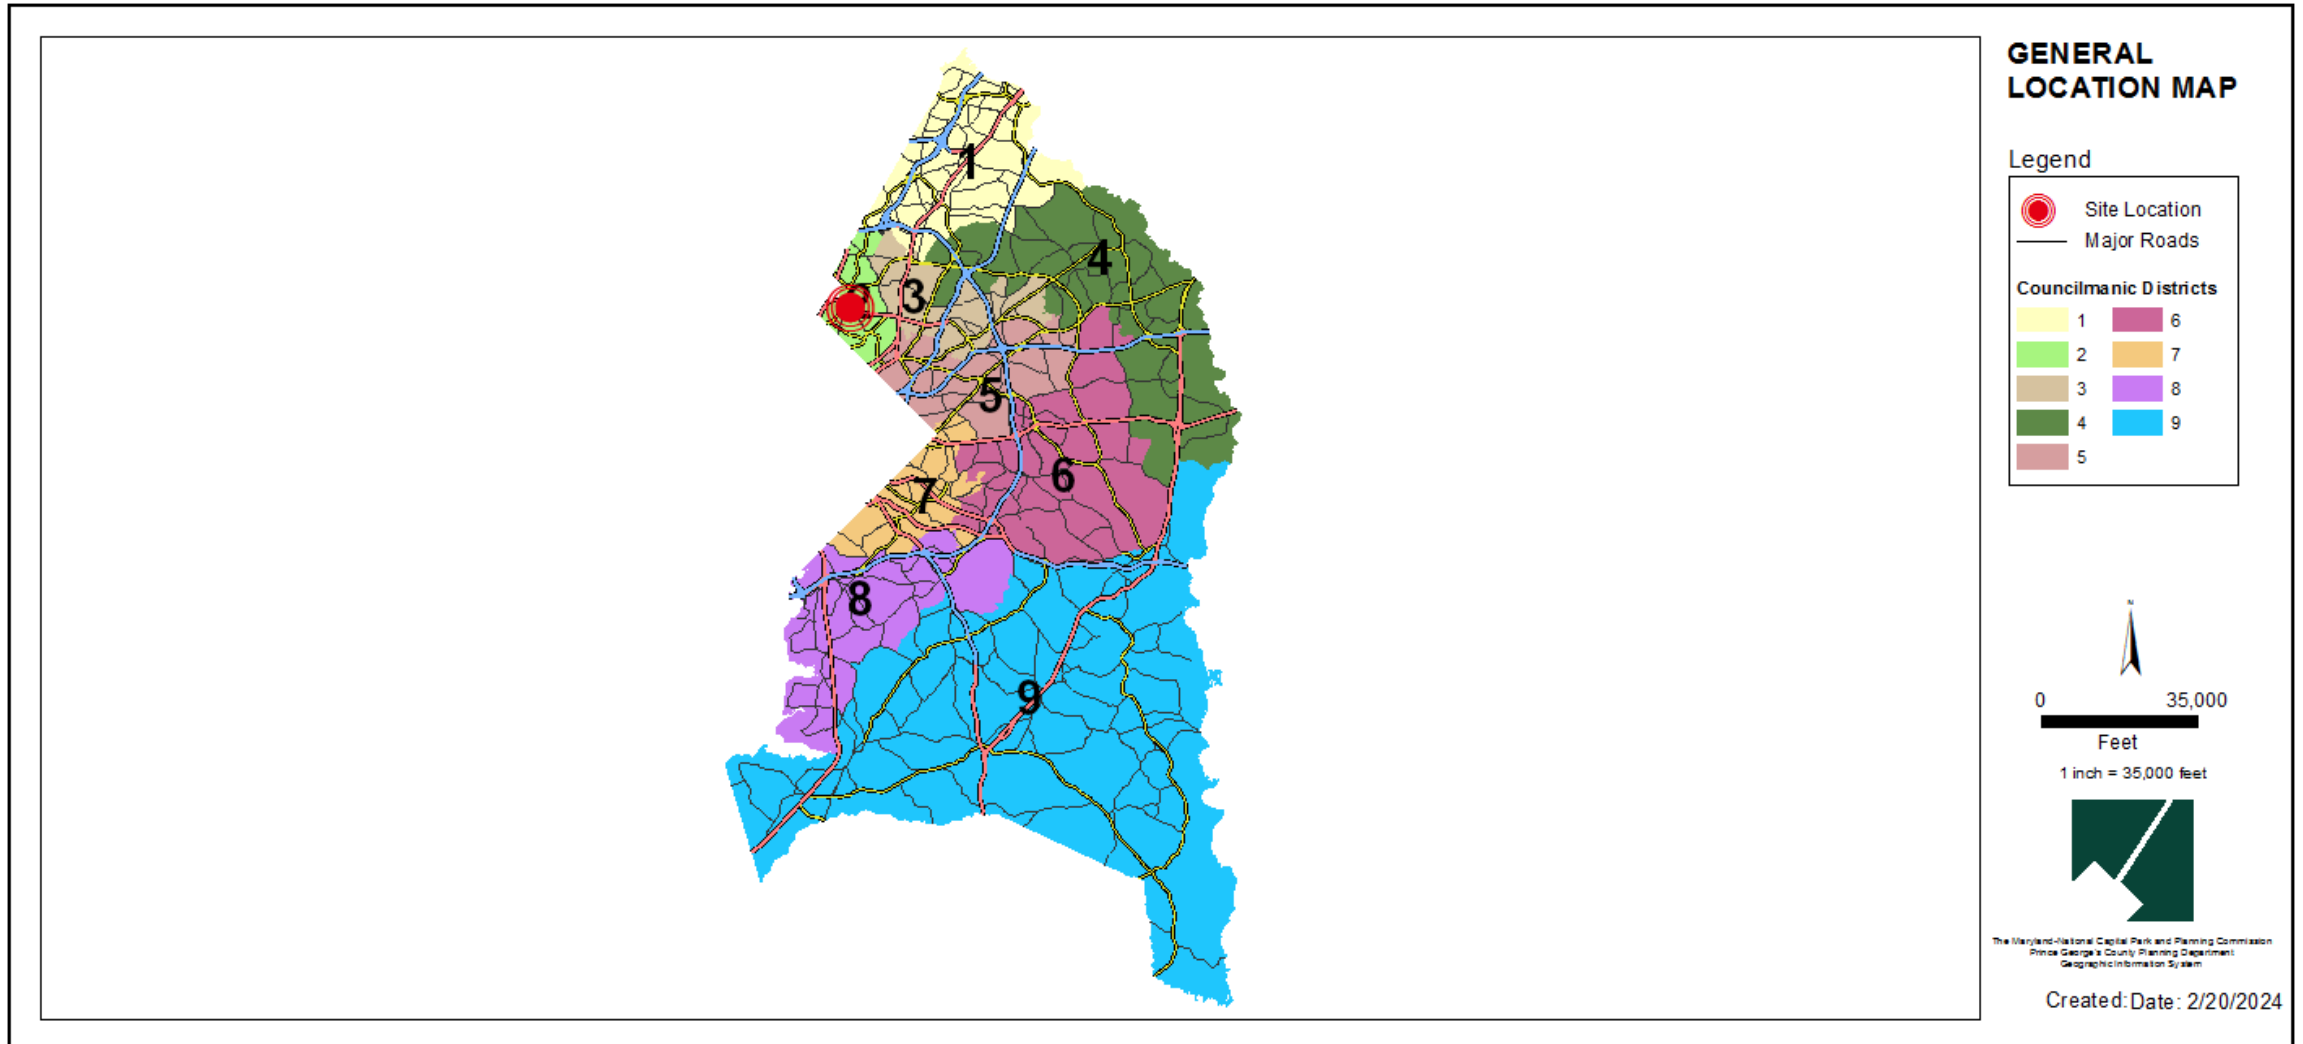 GENERAL
LOCATION MAP
Legend
Site Location
Major Roads
Councilmanic Districts
1 6
2 7
3 8
4 9
5
1
4
3
5
6
7
8
9
N
0 35,000
Feet
1 inch = 35,000 feet
The Maryland-National Capital Park and Planning Commission
Prince George's County Planning Department
Geographic Information System
Created: Date: 2/20/2024